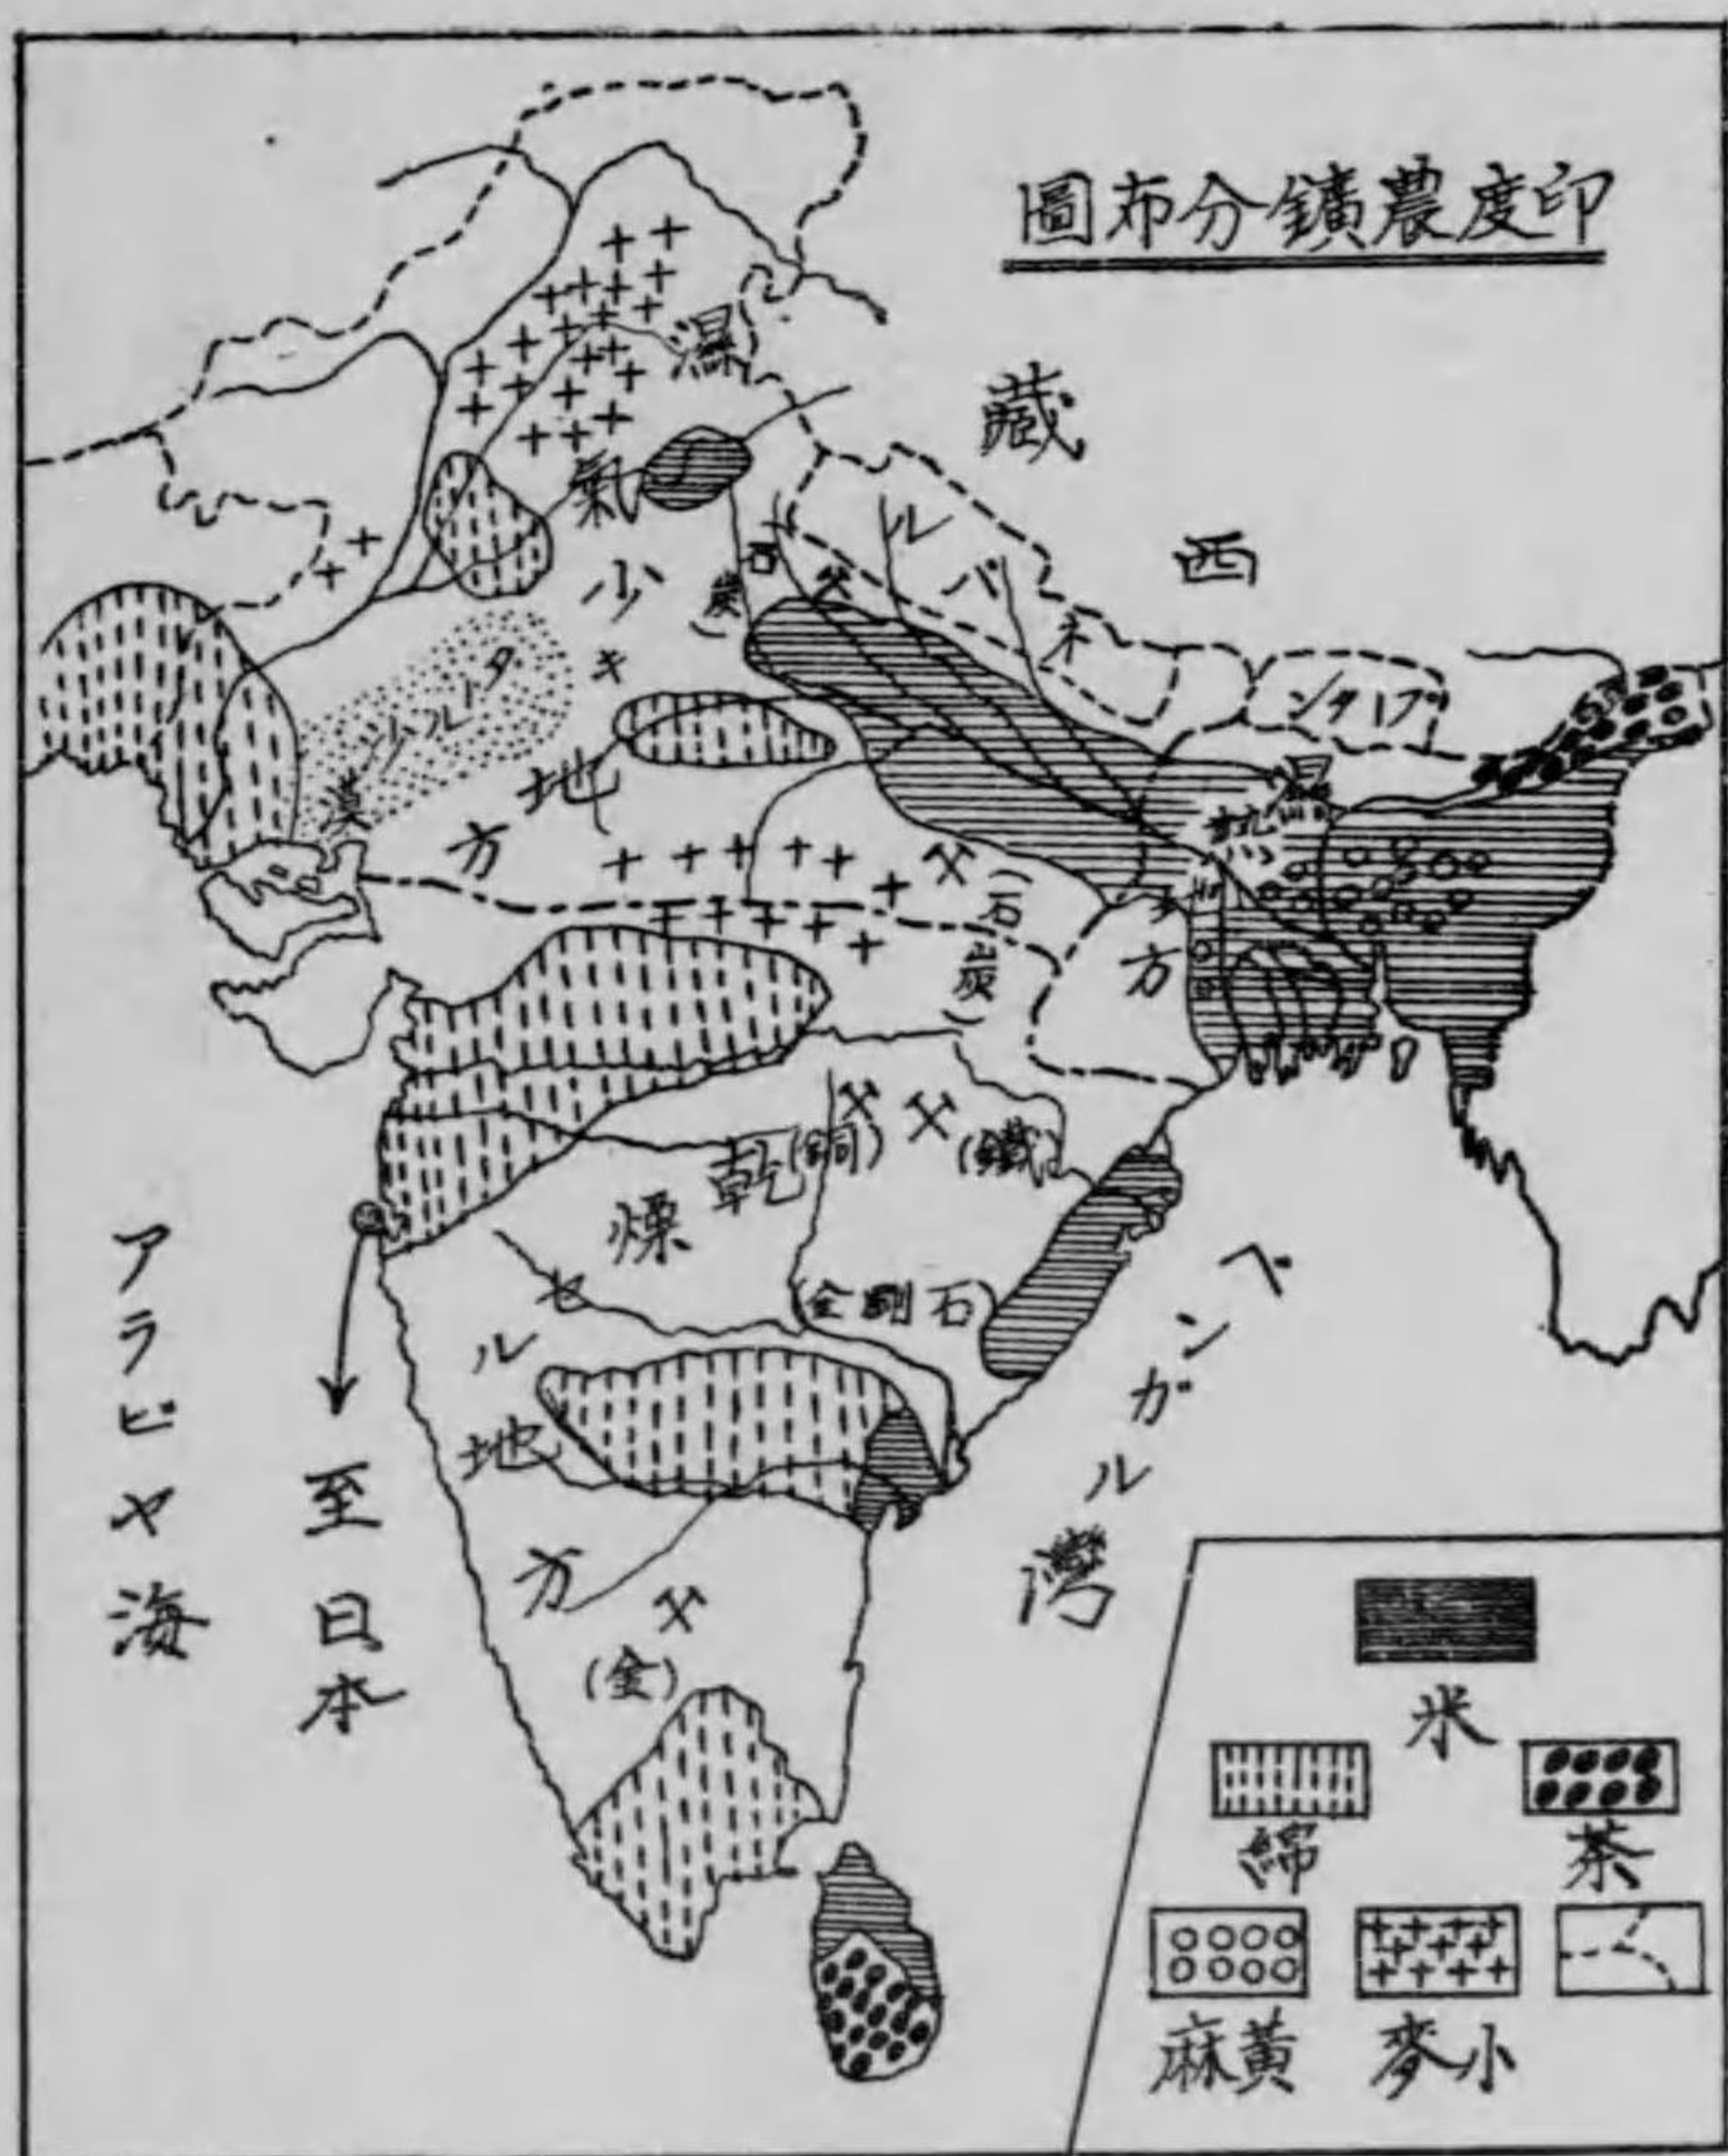 印度農鑛分布圖
西藏
ネパール
ブータン
濕氣少キ地方
(石炭)
タール沙漠
濕熱地方
(石炭)
(銅)
(鐵)
乾燥セル地方
(金剛石)
(金)
アラビヤ海
至日本
ベンガル灣
米
綿
茶
黄麻
小麥